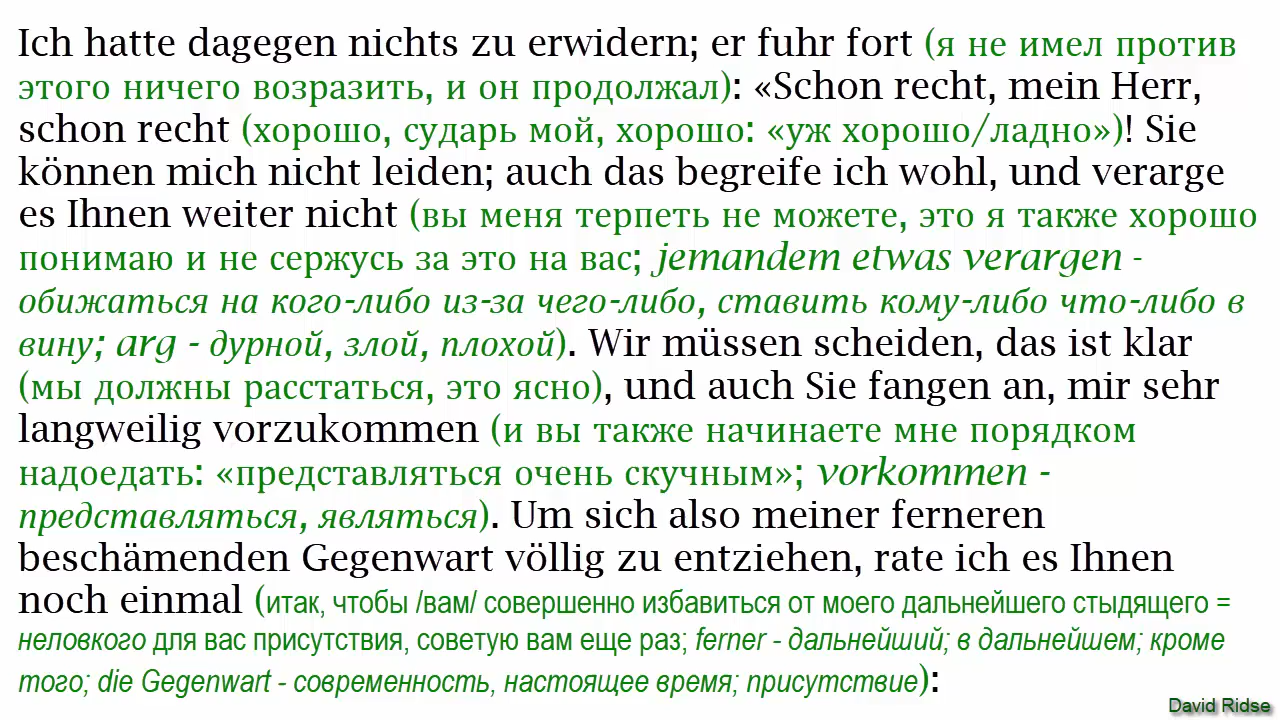 Ich hatte dagegen nichts zu erwidern; er fuhr fort (я не имел против
этого ничего возразить, и он продолжал): «Schon recht, mein Herr,
schon recht (хорошо, сударь мой, хорошо: «уж хорошо/ладно»)! Sie
können mich nicht leiden; auch das begreife ich wohl, und verarge
es Ihnen weiter nicht (вы меня терпеть не можете, это я также хорошо
понимаю и не сержусь за это на вас; jemandem etwas verargen -
обижаться на кого-либо из-за чего-либо, ставить кому-либо что-либо в
вину; arg - дурной, злой, плохой). Wir müssen scheiden, das ist klar
(мы должны расстаться, это ясно), und auch Sie fangen an, mir sehr
langweilig vorzukommen (и вы также начинаете мне порядком
надоедать: «представляться очень скучным»; vorkommen -
представляться, являться). Um sich also meiner ferneren
beschämenden Gegenwart völlig zu entziehen, rate ich es Ihnen
noch einmal (итак, чтобы /вам/ совершенно избавиться от моего дальнейшего стыдящего =
неловкого для вас присутствия, советую вам еще раз; ferner - дальнейший; в дальнейшем; кроме
того; die Gegenwart - современность, настоящее время; присутствие):
David Ridse